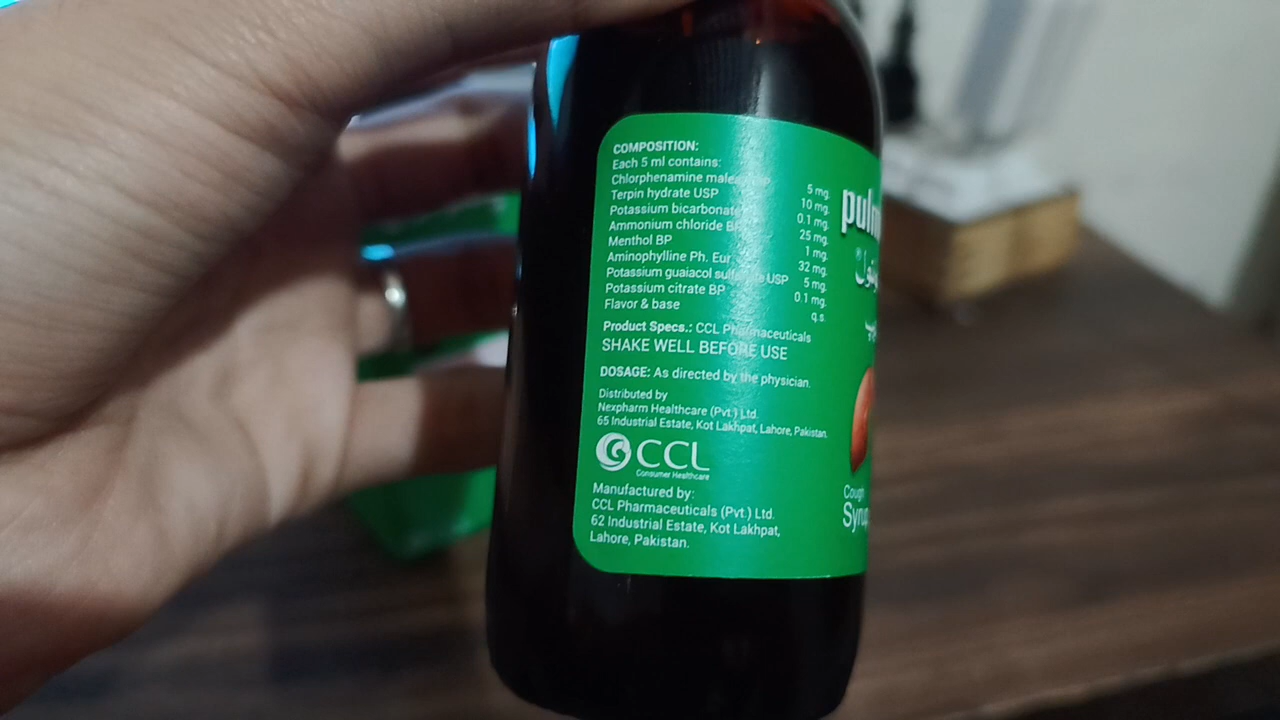 COMPOSITION:
Each 5 ml contains:
Chlorphenamine 5 mg.
Terpin hydrate USP 10 mg.
Potassium bicarbonate 0.1 mg.
Ammonium chloride 25 mg.
Menthol BP 1 mg.
Aminophylline Ph. Eur 32 mg.
Potassium guaiacol USP 5 mg.
Potassium citrate BP 0.1 mg.
Flavor & base q.s.
Product Specs.: CCL Pharmaceuticals
SHAKE WELL BEFORE USE
DOSAGE: As directed by the physician.
Distributed by
Nexpharm Healthcare (Pvt.) Ltd.
65 Industrial Estate, Kot Lakhpat, Lahore, Pakistan.
CCL
Consumer Healthcare
Manufactured by:
CCL Pharmaceuticals (Pvt.) Ltd.
62 Industrial Estate, Kot Lakhpat,
Lahore, Pakistan.
Cough